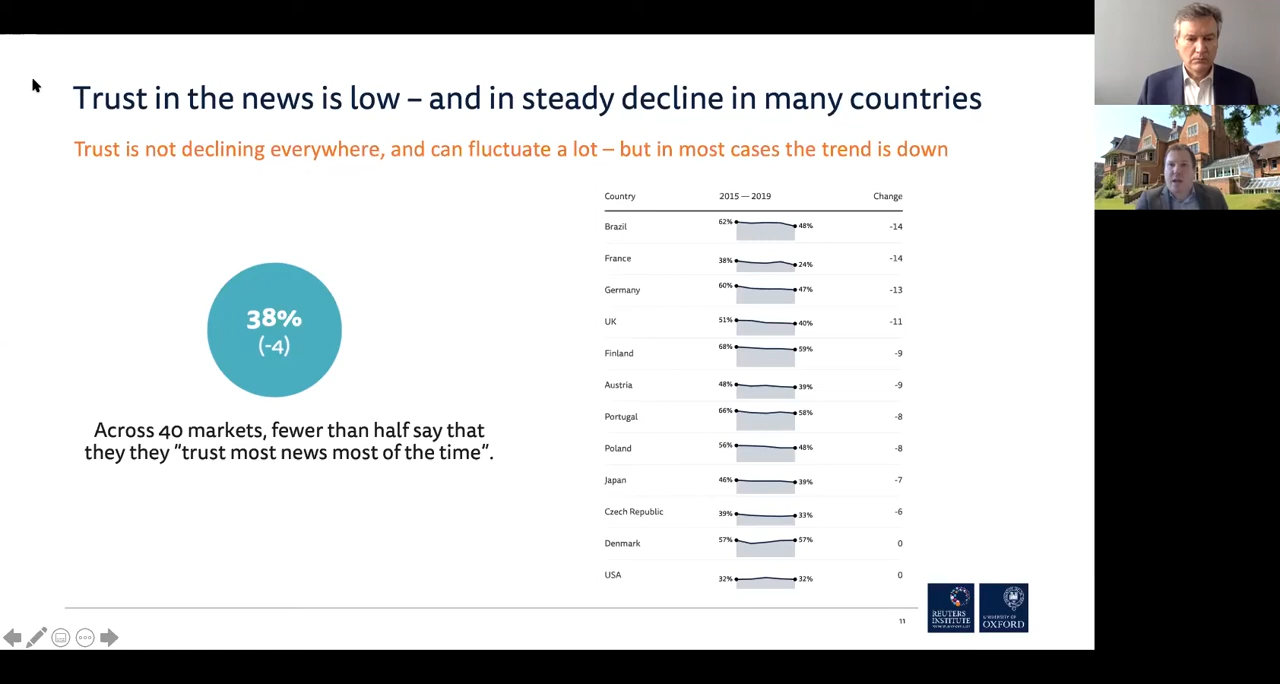 Trust in the news is low – and in steady decline in many countries
Trust is not declining everywhere, and can fluctuate a lot – but in most cases the trend is down
38%
(-4)
Across 40 markets, fewer than half say that
they they "trust most news most of the time".
Country 2015 — 2019 Change
Brazil 62% 48% -14
France 38% 24% -14
Germany 60% 47% -13
UK 51% 40% -11
Finland 68% 59% -9
Austria 48% 39% -9
Portugal 66% 58% -8
Poland 56% 48% -8
Japan 46% 39% -7
Czech Republic 39% 33% -6
Denmark 57% 57% 0
USA 32% 32% 0
11
REUTERS
INSTITUTE
UNIVERSITY OF
OXFORD